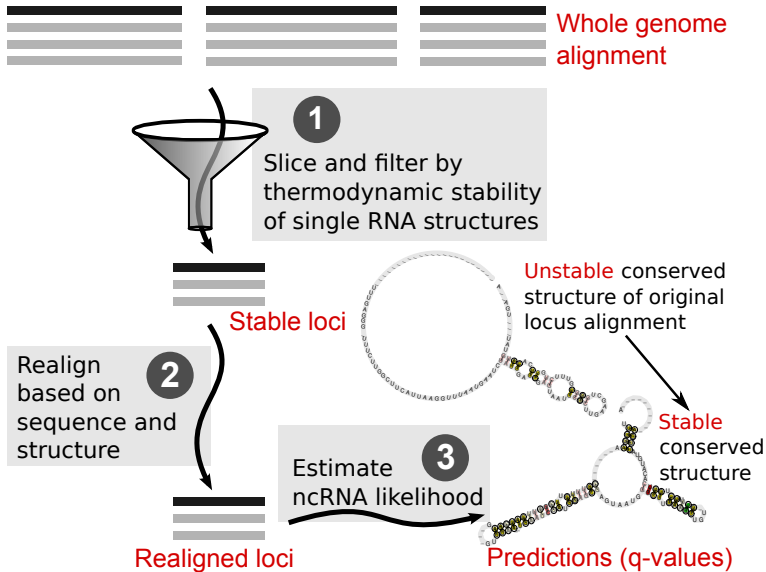 Whole genome
alignment
1
Slice and filter by
thermodynamic stability
of single RNA structures
Stable loci
Unstable conserved
structure of original
locus alignment
2
Realign
based on
sequence and
structure
Stable
conserved
structure
3
Estimate
ncRNA likelihood
Realigned loci
Predictions (q-values)